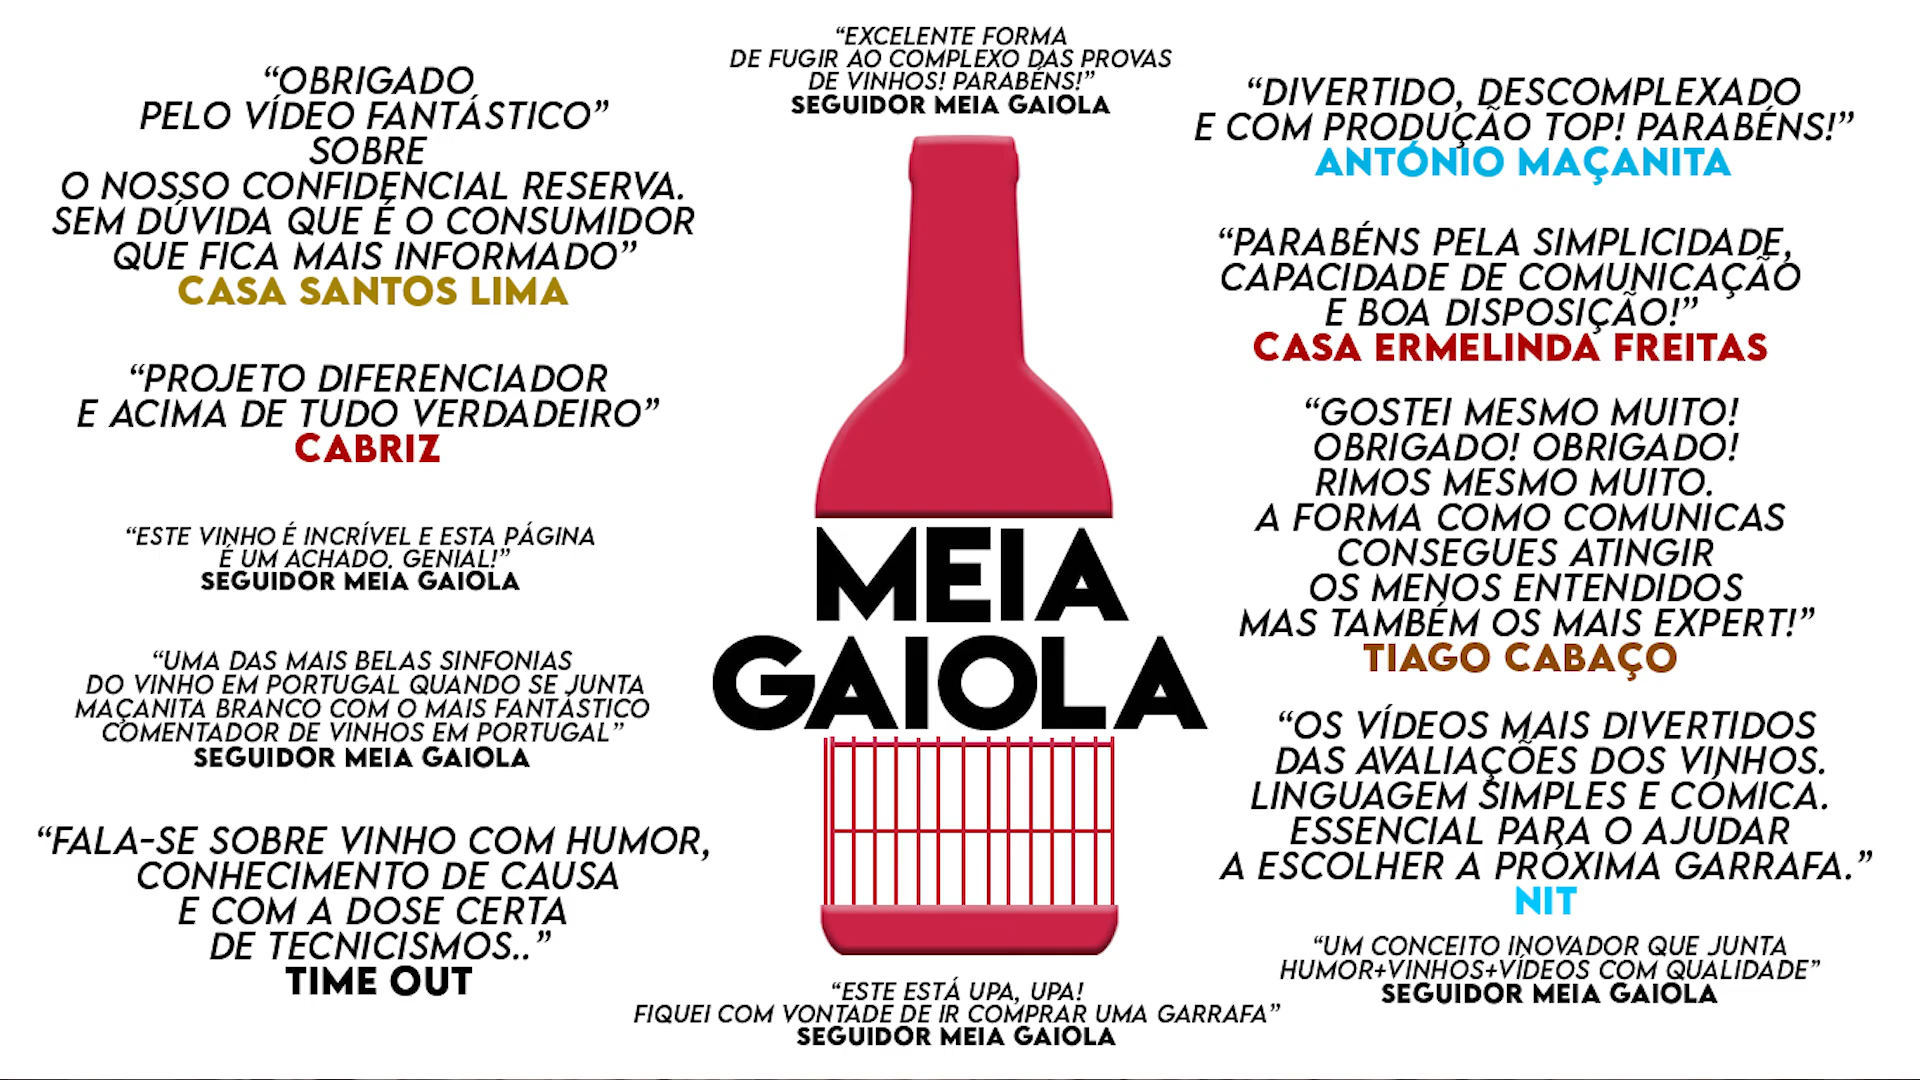 “OBRIGADO
PELO VÍDEO FANTÁSTICO”
SOBRE
O NOSSO CONFIDENCIAL RESERVA.
SEM DÚVIDA QUE É O CONSUMIDOR
QUE FICA MAIS INFORMADO”
CASA SANTOS LIMA
“PROJETO DIFERENCIADOR
E ACIMA DE TUDO VERDADEIRO”
CABRIZ
“ESTE VINHO É INCRÍVEL E ESTA PÁGINA
É UM ACHADO. GENIAL!”
SEGUIDOR MEIA GAIOLA
“UMA DAS MAIS BELAS SINFONIAS
DO VINHO EM PORTUGAL QUANDO SE JUNTA
MAÇANITA BRANCO COM O MAIS FANTÁSTICO
COMENTADOR DE VINHOS EM PORTUGAL”
SEGUIDOR MEIA GAIOLA
“FALA-SE SOBRE VINHO COM HUMOR,
CONHECIMENTO DE CAUSA
E COM A DOSE CERTA
DE TECNICISMOS..”
TIME OUT
“EXCELENTE FORMA
DE FUGIR AO COMPLEXO DAS PROVAS
DE VINHOS! PARABÉNS!”
SEGUIDOR MEIA GAIOLA
MEIA
GAIOLA
“ESTE ESTÁ UPA, UPA!
FIQUEI COM VONTADE DE IR COMPRAR UMA GARRAFA”
SEGUIDOR MEIA GAIOLA
“DIVERTIDO, DESCOMPLEXADO
E COM PRODUÇÃO TOP! PARABÉNS!”
ANTÓNIO MAÇANITA
“PARABÉNS PELA SIMPLICIDADE,
CAPACIDADE DE COMUNICAÇÃO
E BOA DISPOSIÇÃO!”
CASA ERMELINDA FREITAS
“GOSTEI MESMO MUITO!
OBRIGADO! OBRIGADO!
RIMOS MESMO MUITO.
A FORMA COMO COMUNICAS
CONSEGUES ATINGIR
OS MENOS ENTENDIDOS
MAS TAMBÉM OS MAIS EXPERT!”
TIAGO CABAÇO
“OS VÍDEOS MAIS DIVERTIDOS
DAS AVALIAÇÕES DOS VINHOS.
LINGUAGEM SIMPLES E CÓMICA.
ESSENCIAL PARA O AJUDAR
A ESCOLHER A PRÓXIMA GARRAFA.”
NIT
“UM CONCEITO INOVADOR QUE JUNTA
HUMOR+VINHOS+VÍDEOS COM QUALIDADE”
SEGUIDOR MEIA GAIOLA